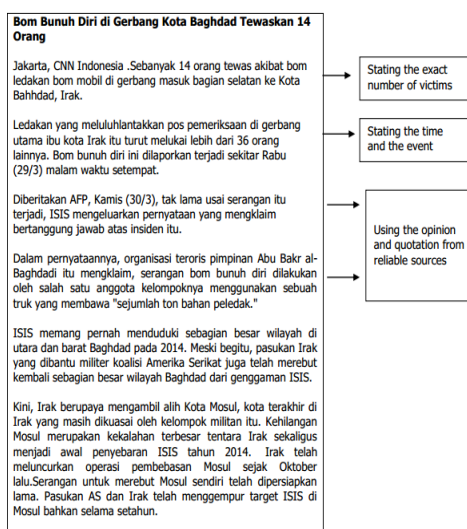 Bom Bunuh Diri di Gerbang Kota Baghdad Tewaskan 14
Orang
Jakarta, CNN Indonesia .Sebanyak 14 orang tewas akibat bom
ledakan bom mobil di gerbang masuk bagian selatan ke Kota
Bahhdad, Irak.
Ledakan yang meluluhlantakkan pos pemeriksaan di gerbang
utama ibu kota Irak itu turut melukai lebih dari 36 orang
lainnya. Bom bunuh diri ini dilaporkan terjadi sekitar Rabu
(29/3) malam waktu setempat.
Diberitakan AFP, Kamis (30/3), tak lama usai serangan itu
terjadi, ISIS mengeluarkan pernyataan yang mengklaim
bertanggung jawab atas insiden itu.
Dalam pernyataannya, organisasi teroris pimpinan Abu Bakr al-
Baghdadi itu mengklaim, serangan bom bunuh diri dilakukan
oleh salah satu anggota kelompoknya menggunakan sebuah
truk yang membawa "sejumlah ton bahan peledak."
ISIS memang pernah menduduki sebagian besar wilayah di
utara dan barat Baghdad pada 2014. Meski begitu, pasukan Irak
yang dibantu militer koalisi Amerika Serikat juga telah merebut
kembali sebagian besar wilayah Baghdad dari genggaman ISIS.
Kini, Irak berupaya mengambil alih Kota Mosul, kota terakhir di
Irak yang masih dikuasai oleh kelompok militan itu. Kehilangan
Mosul merupakan kekalahan terbesar tentara Irak sekaligus
menjadi awal penyebaran ISIS tahun 2014. Irak telah
meluncurkan operasi pembebasan Mosul sejak Oktober
lalu.Serangan untuk merebut Mosul sendiri telah dipersiapkan
lama. Pasukan AS dan Irak telah menggempur target ISIS di
Mosul bahkan selama setahun.
Stating the exact
number of victims
Stating the time
and the event
Using the opinion
and quotation from
reliable sources